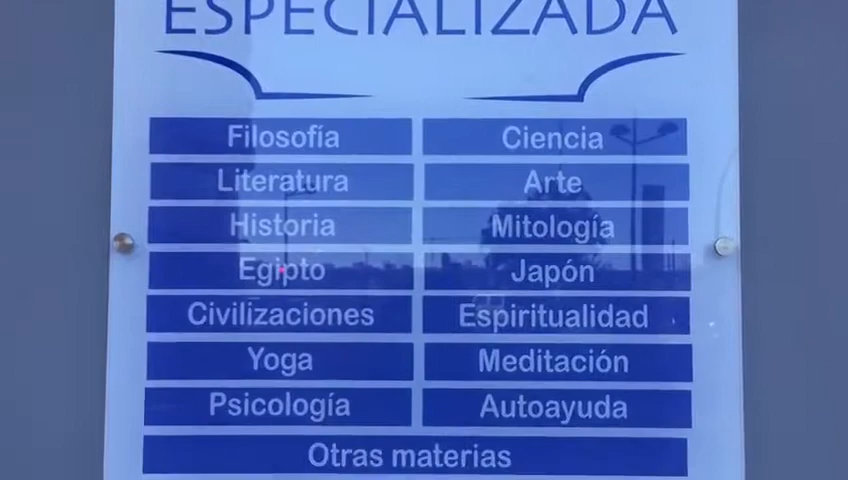 ESPECIALIZADA
Filosofía
Ciencia
Literatura
Arte
Historia
Mitología
Egipto
Japón
Civilizaciones
Espiritualidad
Yoga
Meditación
Psicología
Autoayuda
Otras materias